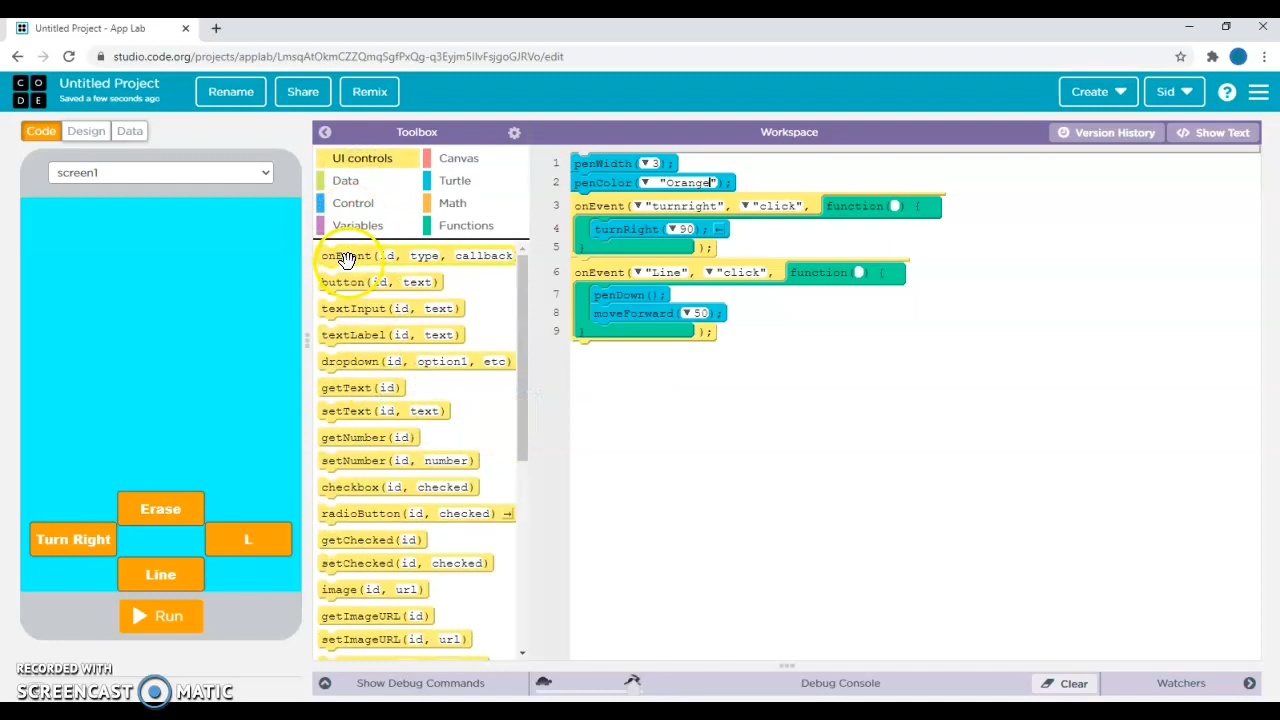 Untitled Project - App Lab
studio.code.org/projects/applab/LmsqAtOkmCZZQmqSgfPxQg-q3Eyjm5IlvFsjgoGJRVo/edit
CODE
Untitled Project
Saved a few seconds ago
Rename
Share
Remix
Create
Sid
?
Code
Design
Data
Toolbox
Workspace
Version History
</> Show Text
screen1
UI controls
Canvas
Data
Turtle
Control
Math
Variables
Functions
onEvent(id, type, callback
button(id, text)
textInput(id, text)
textLabel(id, text)
dropdown(id, option1, etc)
getText(id)
setText(id, text)
getNumber(id)
setNumber(id, number)
checkbox(id, checked)
radioButton(id, checked)
getChecked(id)
setChecked(id, checked)
image(id, url)
getImageURL(id)
setImageURL(id, url)
1 penWidth(3);
2 penColor("Orange");
3 onEvent("turnright", "click", function() {
4 turnRight(90);
5 });
6 onEvent("Line", "click", function() {
7 penDown();
8 moveForward(50);
9 });
Erase
Turn Right
L
Line
Run
Show Debug Commands
Debug Console
Clear
Watchers
RECORDED WITH
SCREENCAST MATIC